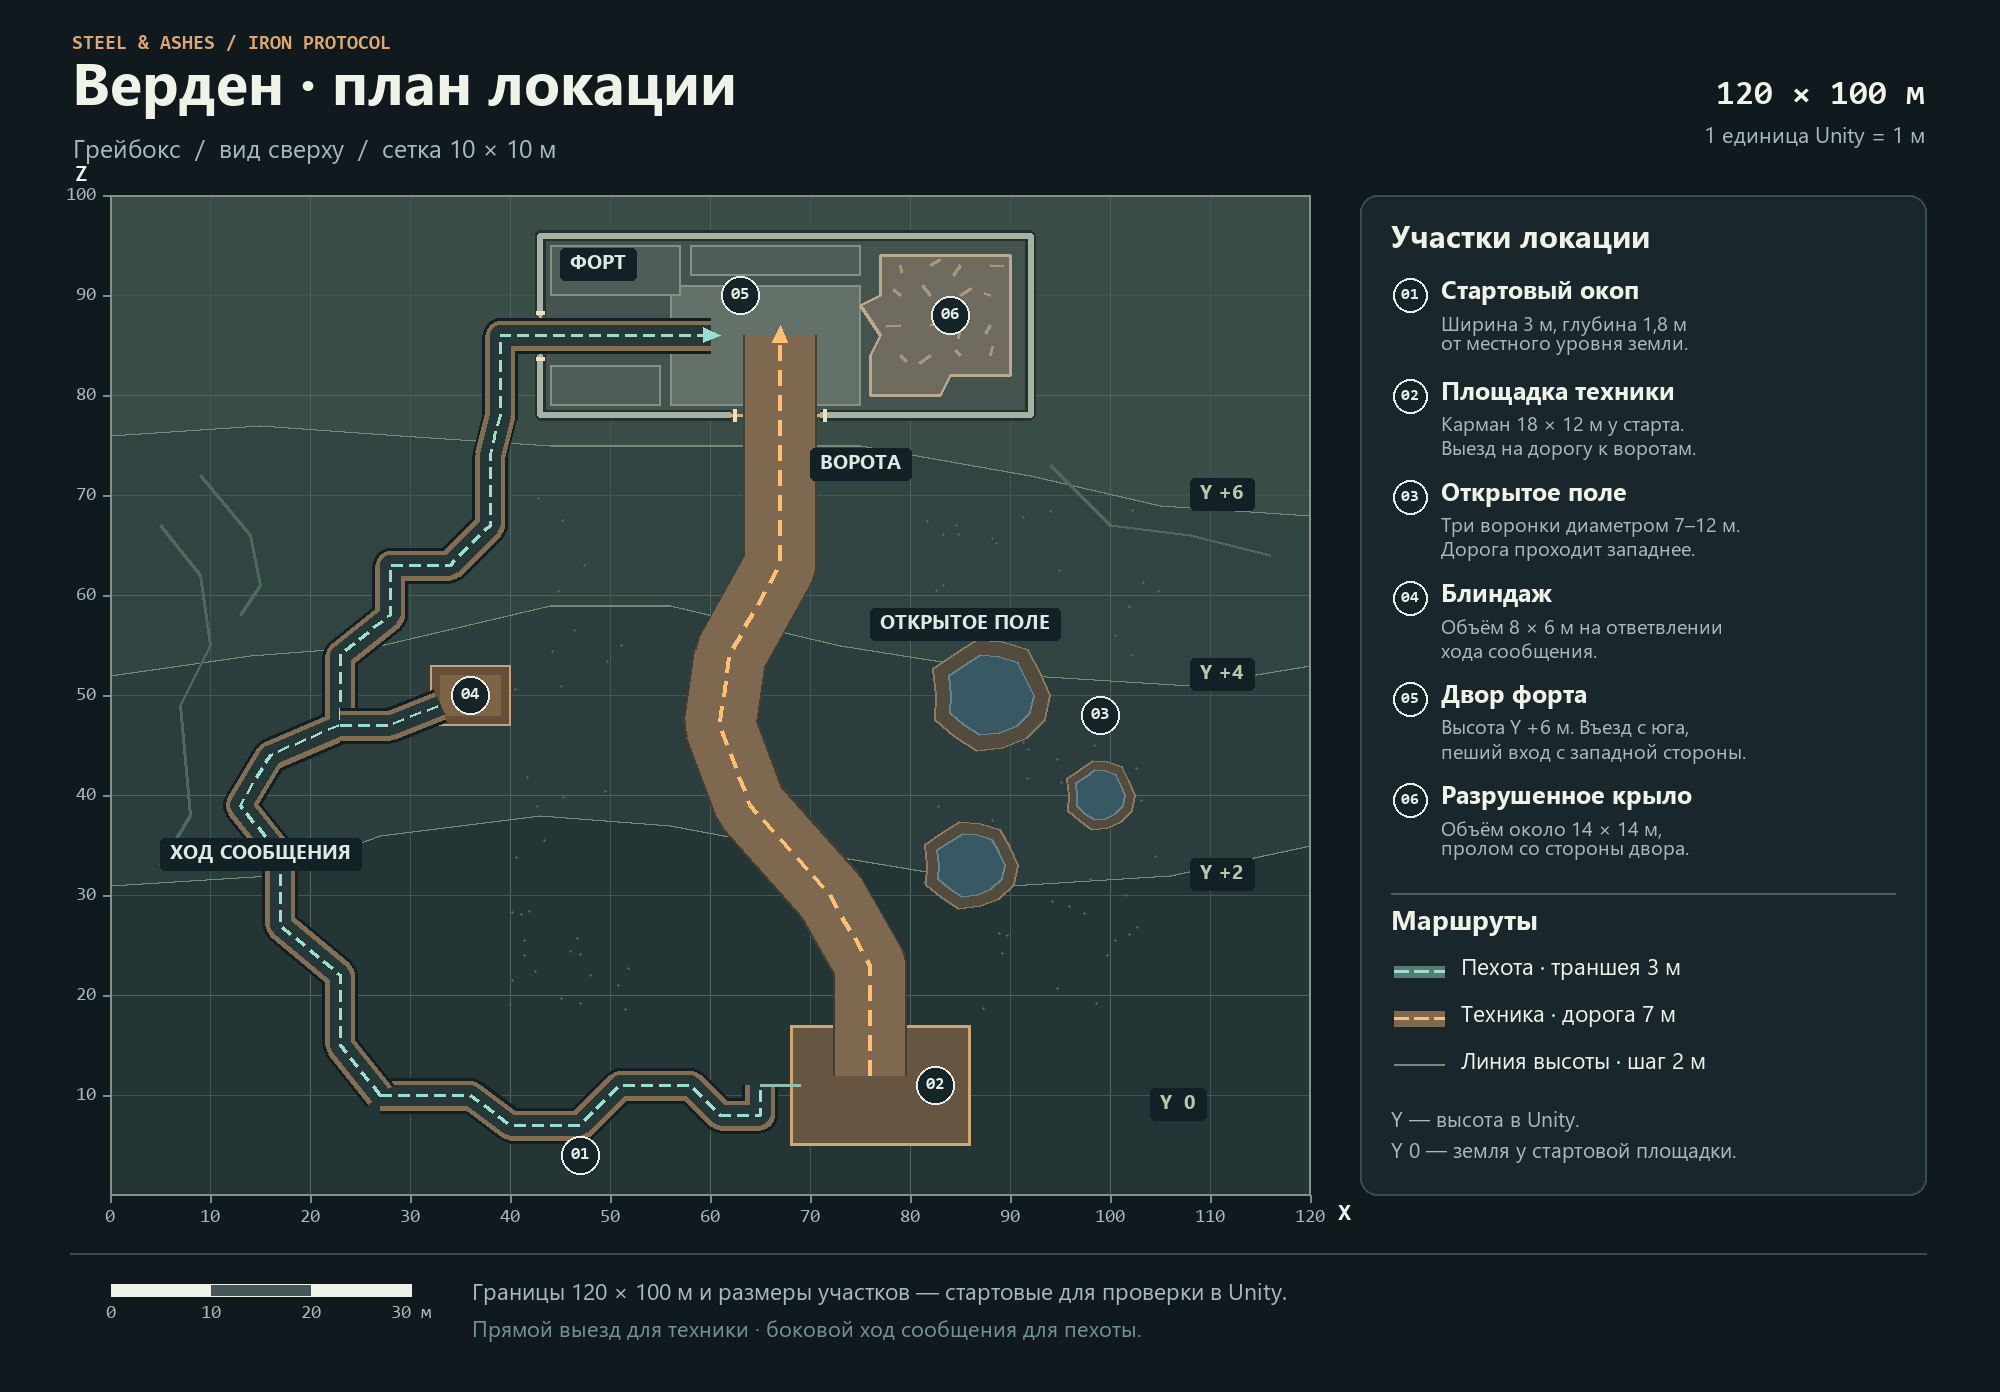 STEEL & ASHES / IRON PROTOCOL
Верден · план локации
Грейбокс / вид сверху / сетка 10 × 10 м
120 × 100 м
1 единица Unity = 1 м
Z
100
90
80
70
60
50
40
30
20
10
0
10
20
30
40
50
60
70
80
90
100
110
120
X
ФОРТ
05
06
ВОРОТА
Y +6
ОТКРЫТОЕ ПОЛЕ
Y +4
04
03
ХОД СООБЩЕНИЯ
Y +2
02
Y 0
01
Участки локации
01
Стартовый окоп
Ширина 3 м, глубина 1,8 м
от местного уровня земли.
02
Площадка техники
Карман 18 × 12 м у старта.
Выезд на дорогу к воротам.
03
Открытое поле
Три воронки диаметром 7–12 м.
Дорога проходит западнее.
04
Блиндаж
Объём 8 × 6 м на ответвлении
хода сообщения.
05
Двор форта
Высота Y +6 м. Въезд с юга,
пеший вход с западной стороны.
06
Разрушенное крыло
Объём около 14 × 14 м,
пролом со стороны двора.
Маршруты
Пехота · траншея 3 м
Техника · дорога 7 м
Линия высоты · шаг 2 м
Y — высота в Unity.
Y 0 — земля у стартовой площадки.
0
10
20
30 м
Границы 120 × 100 м и размеры участков — стартовые для проверки в Unity.
Прямой выезд для техники · боковой ход сообщения для пехоты.